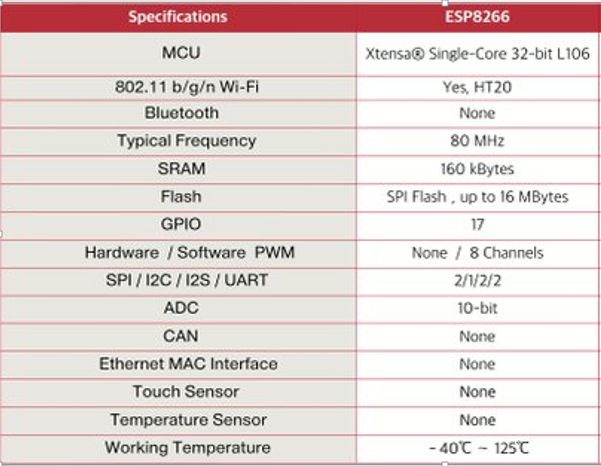 Specifications ESP8266
MCU Xtensa® Single-Core 32-bit L106
802.11 b/g/n Wi-Fi Yes, HT20
Bluetooth None
Typical Frequency 80 MHz
SRAM 160 kBytes
Flash SPI Flash , up to 16 MBytes
GPIO 17
Hardware / Software PWM None / 8 Channels
SPI / I2C / I2S / UART 2/1/2/2
ADC 10-bit
CAN None
Ethernet MAC Interface None
Touch Sensor None
Temperature Sensor None
Working Temperature - 40℃ ~ 125℃